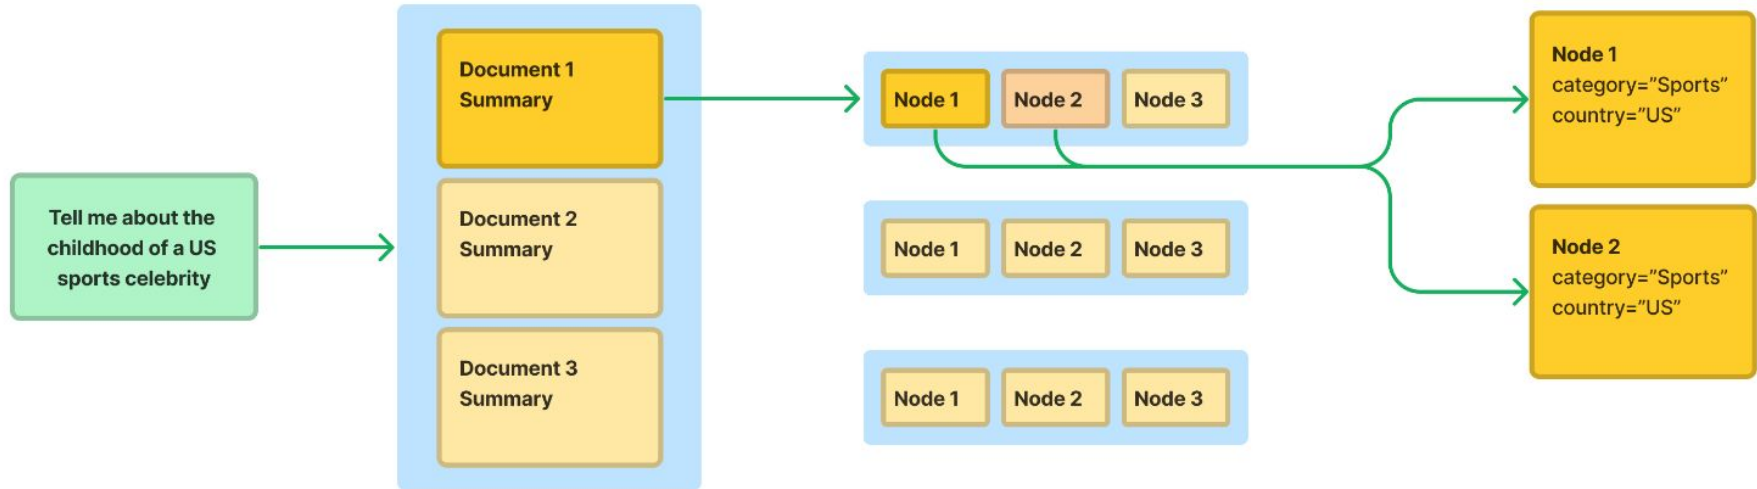 Tell me about the
childhood of a US
sports celebrity
Document 1
Summary
Document 2
Summary
Document 3
Summary
Node 1
Node 2
Node 3
Node 1
Node 2
Node 3
Node 1
Node 2
Node 3
Node 1
category=”Sports”
country=”US”
Node 2
category=”Sports”
country=”US”